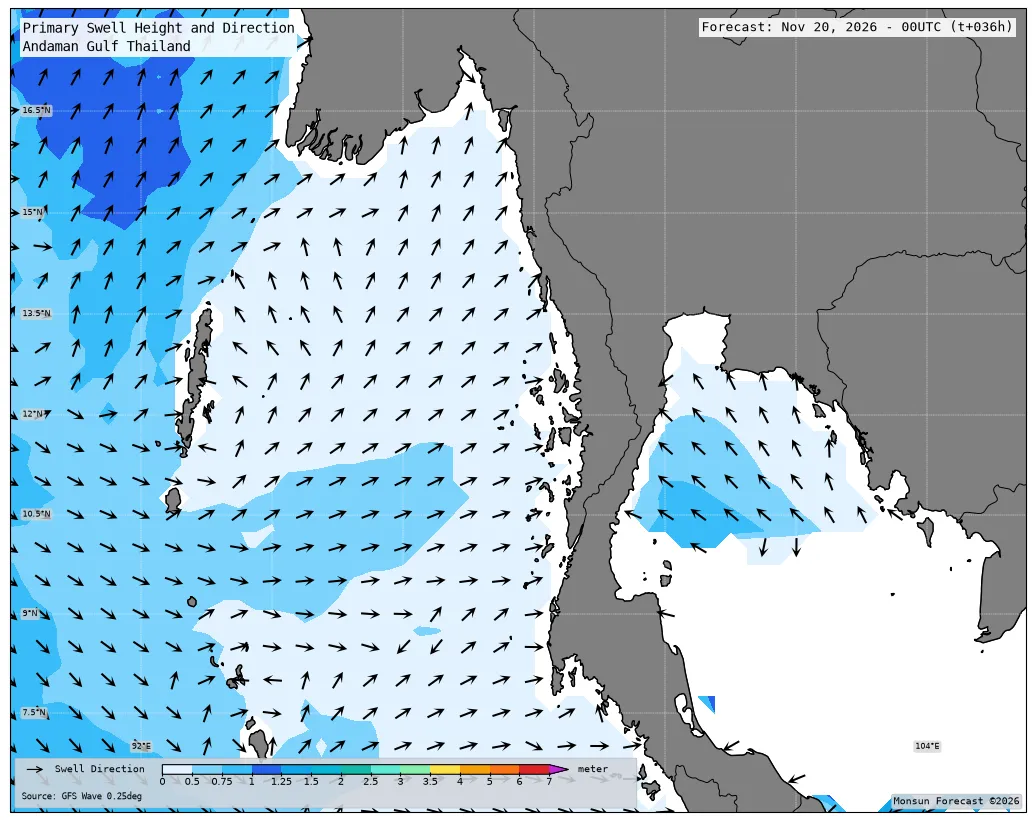 Primary Swell Height and Direction
Andaman Gulf Thailand
Forecast: Nov 20, 2026 - 00UTC (t+036h)
16.5°N
15°N
13.5°N
12°N
10.5°N
9°N
7.5°N
92°E
104°E
Swell Direction
0 0.5 0.75 1 1.25 1.5 2 2.5 3 3.5 4 5 6 7
meter
Source: GFS Wave 0.25deg
Monsun Forecast ©2026